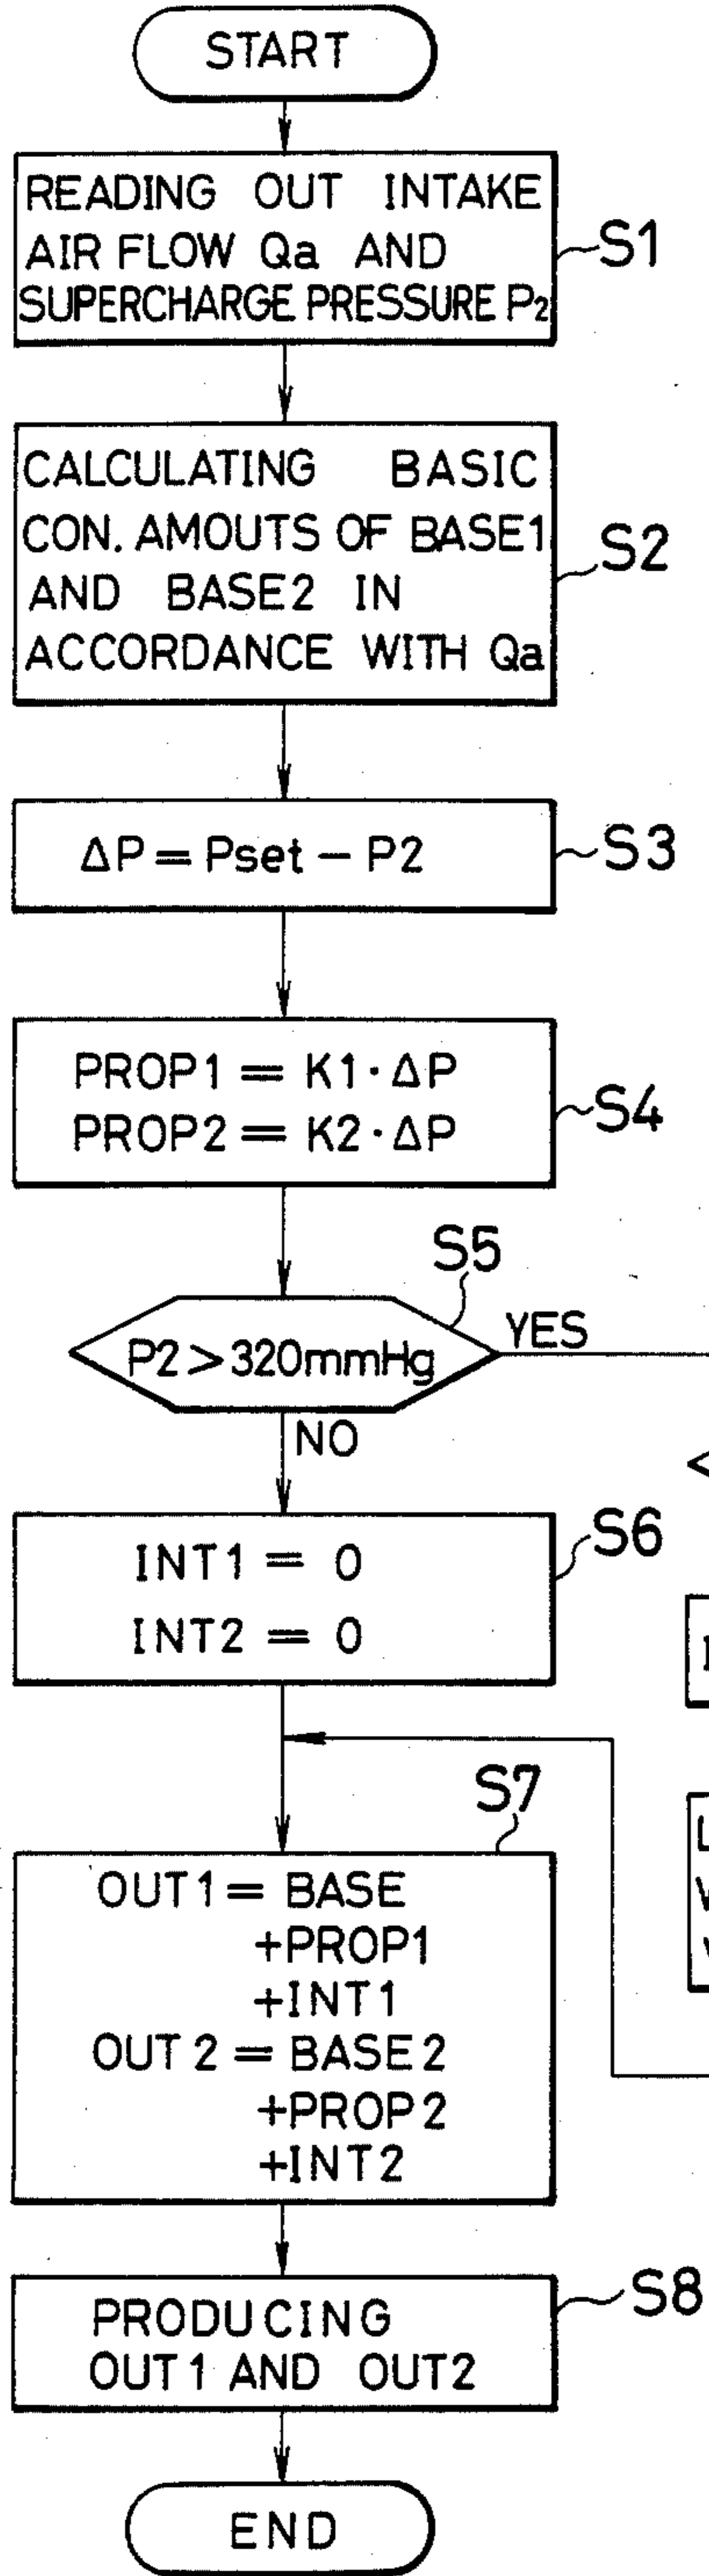 START
READING OUT INTAKE
AIR FLOW Qa AND
SUPERCHARGE PRESSURE P2
S1
CALCULATING BASIC
CON. AMOUTS OF BASE1
AND BASE2 IN
ACCORDANCE WITH Qa
S2
ΔP = Pset - P2
S3
PROP1 = K1·ΔP
PROP2 = K2·ΔP
S4
S5
P2 > 320mmHg
YES
NO
INT1 = 0
INT2 = 0
S6
S7
OUT1 = BASE
+PROP1
+INT1
OUT2 = BASE2
+PROP2
+INT2
PRODUCING
OUT1 AND OUT2
S8
END